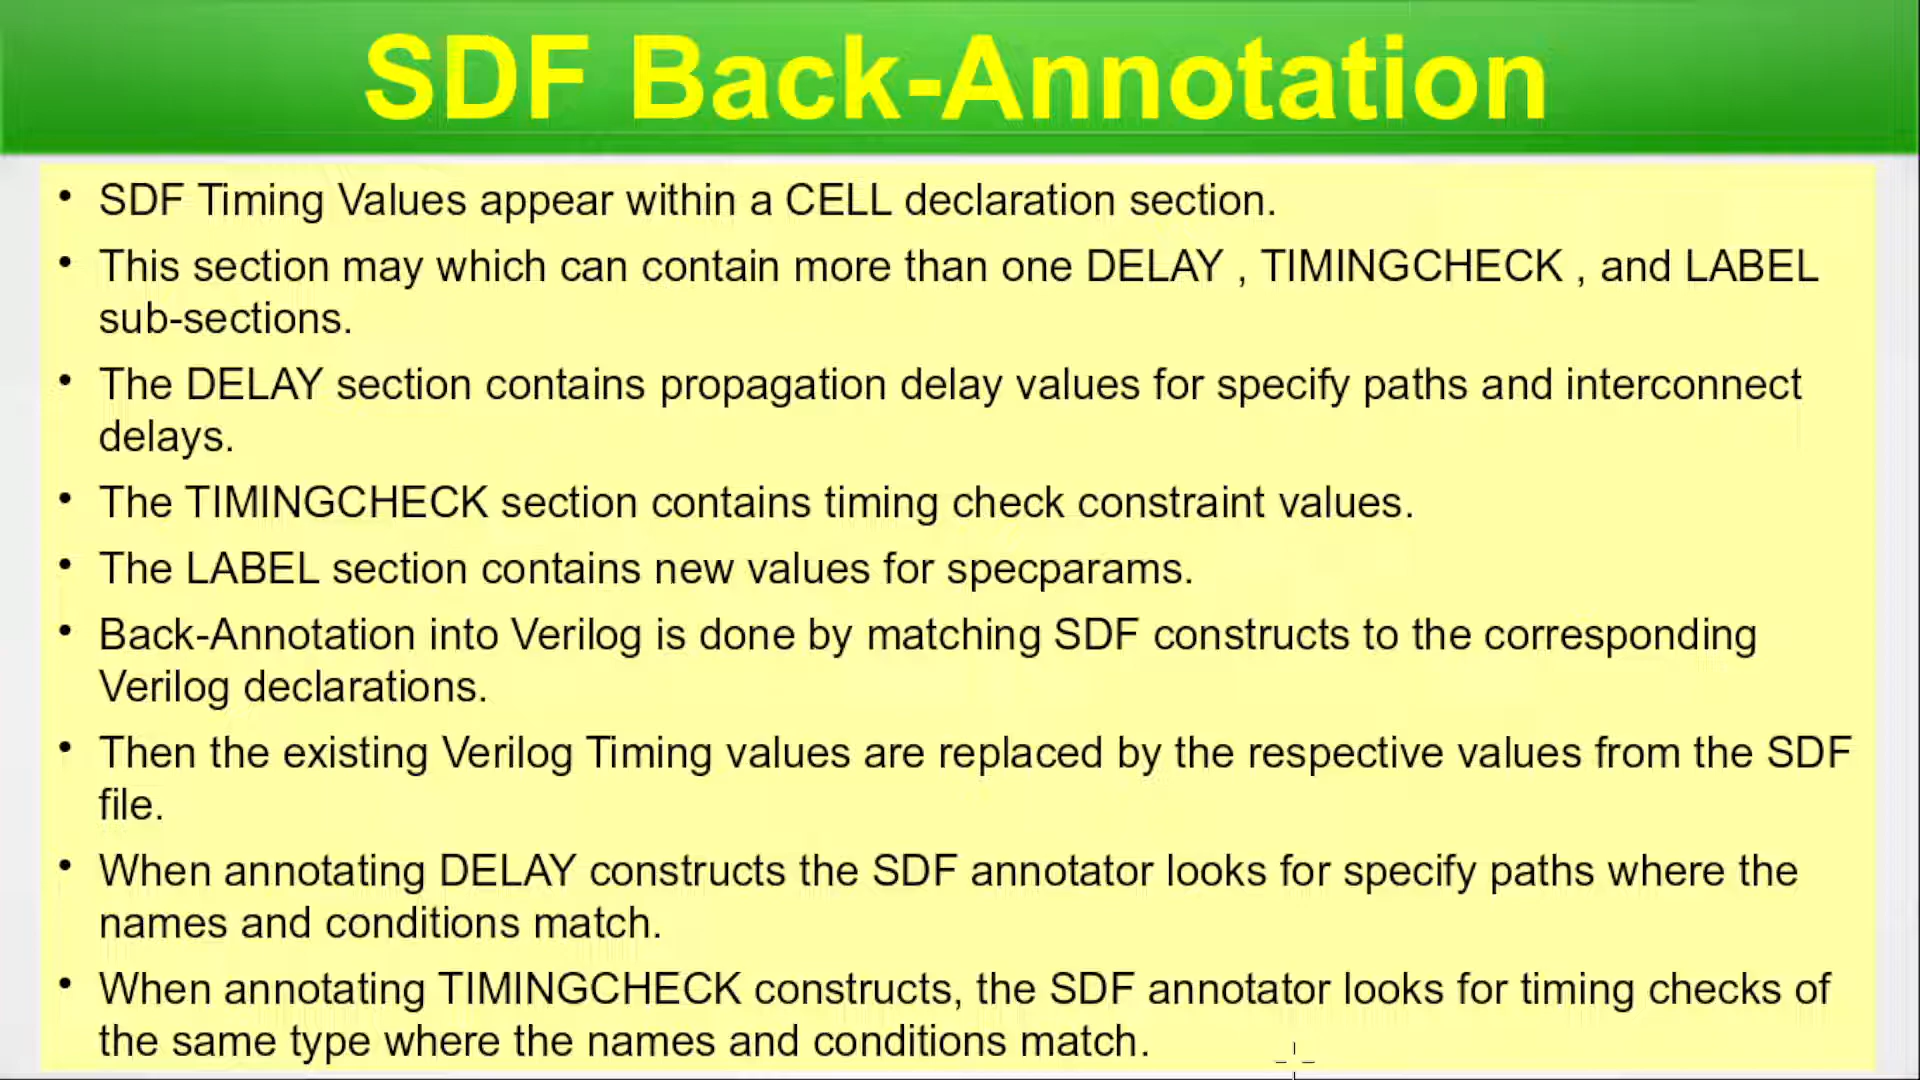 SDF Back-Annotation
• SDF Timing Values appear within a CELL declaration section.
• This section may which can contain more than one DELAY , TIMINGCHECK , and LABEL
sub-sections.
• The DELAY section contains propagation delay values for specify paths and interconnect
delays.
• The TIMINGCHECK section contains timing check constraint values.
• The LABEL section contains new values for specparams.
• Back-Annotation into Verilog is done by matching SDF constructs to the corresponding
Verilog declarations.
• Then the existing Verilog Timing values are replaced by the respective values from the SDF
file.
• When annotating DELAY constructs the SDF annotator looks for specify paths where the
names and conditions match.
• When annotating TIMINGCHECK constructs, the SDF annotator looks for timing checks of
the same type where the names and conditions match.